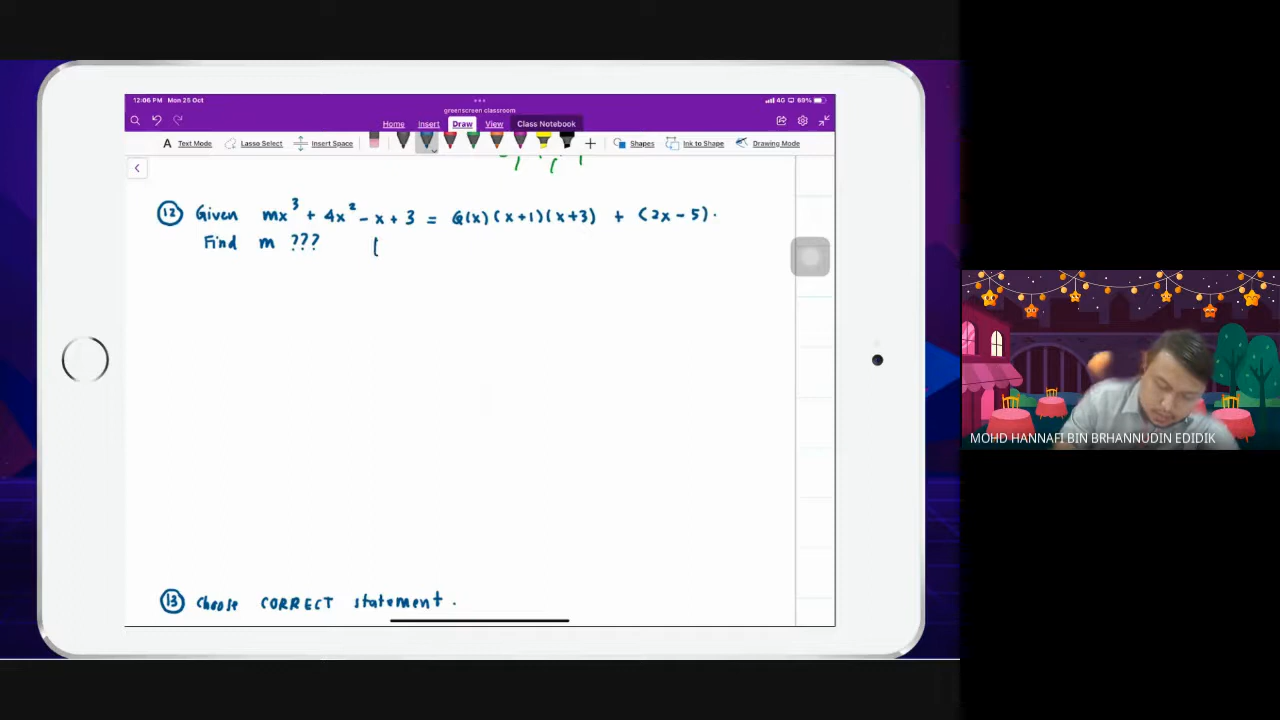 12:06 PM Mon 25 Oct
4G 69%
greenscreen classroom
Home Insert Draw View Class Notebook
A Text Mode Lasso Select Insert Space Shapes Ink to Shape Drawing Mode
⑫ Given mx³ + 4x² - x + 3 = Q(x)(x+1)(x+3) + (2x - 5).
Find m ???
⑬ Choose CORRECT statement.
MOHD HANNAFI BIN BRHANNUDIN EDIDIK